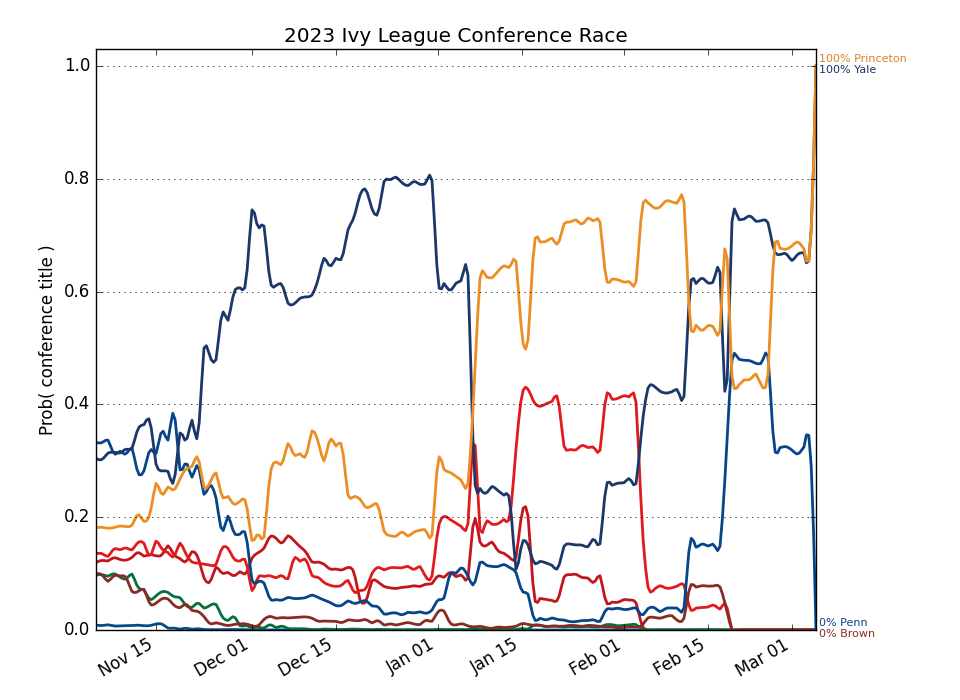 2023 Ivy League Conference Race
100% Princeton
100% Yale
1.0
0.8
0.6
0.4
0.2
0.0
Prob( conference tiitle )
0% Penn
0% Brown
Nov 15
Dec 01
Dec 15
Jan 01
Jan 15
Feb 01
Feb 15
Mar 01